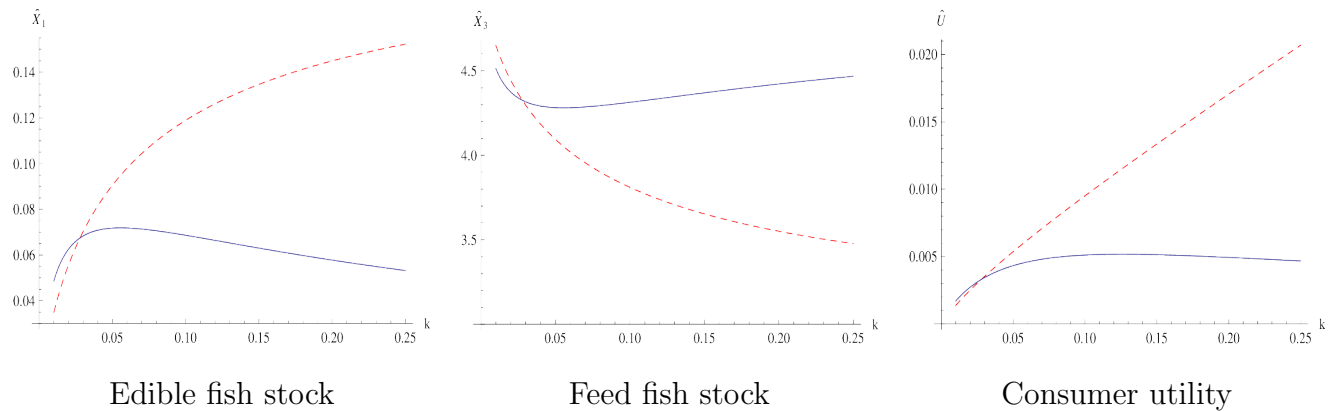 X̂₁
0.14
0.12
0.10
0.08
0.06
0.04
0.05 0.10 0.15 0.20 0.25 k
Edible fish stock
X̂₃
4.5
4.0
3.5
0.05 0.10 0.15 0.20 0.25 k
Feed fish stock
Û
0.020
0.015
0.010
0.005
0.05 0.10 0.15 0.20 0.25 k
Consumer utility